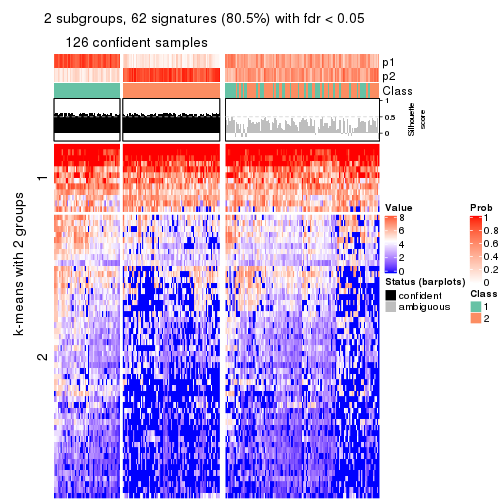 2 subgroups, 62 signatures (80.5%) with fdr < 0.05
126 confident samples
p1
p2
Class
1
0.5
0
Silhouette
score
k-means with 2 groups
1
2
Value
8
6
4
2
0
Status (barplots)
confident
ambiguous
Prob
1
0.8
0.6
0.4
0.2
0
Class
1
2